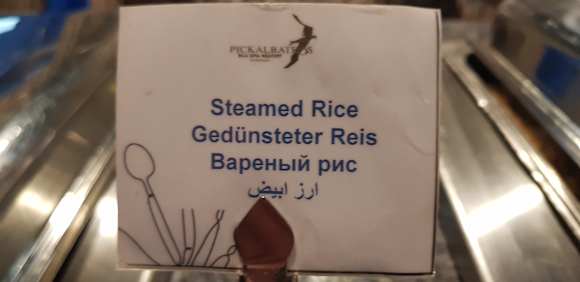 PICKALBATROS
Steamed Rice
Gedünsteter Reis
Вареный рис
ارز ابيض